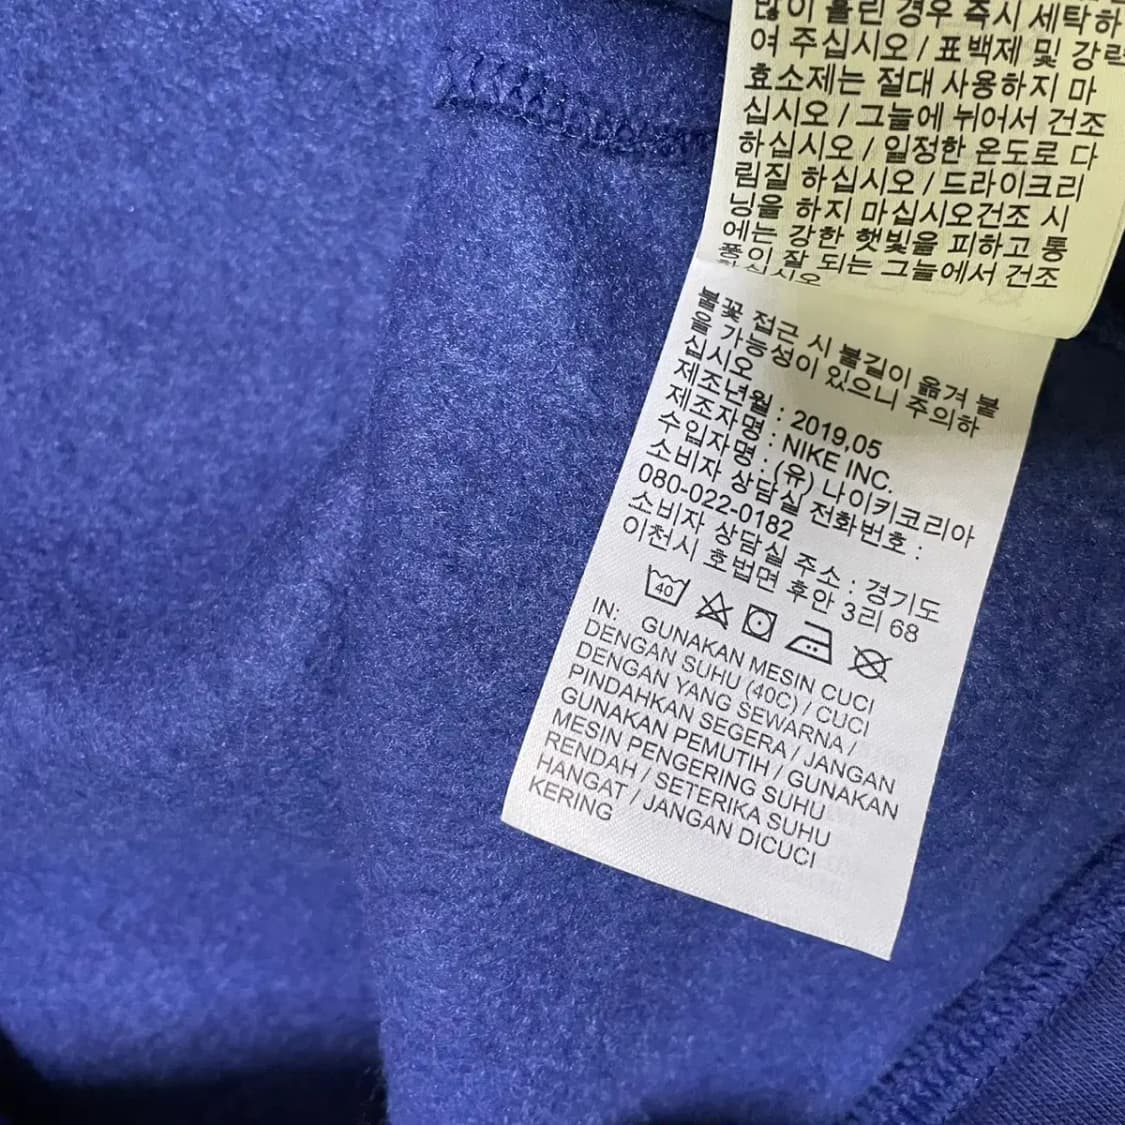 많이 흘린 경우 즉시 세탁하
여 주십시오 / 표백제 및 강력
효소제는 절대 사용하지 마
십시오 / 그늘에 뉘어서 건조
하십시오 / 일정한 온도로 다
림질 하십시오 / 드라이크리
닝을 하지 마십시오건조 시
에는 강한 햇빛을 피하고 통
풍이 잘 되는 그늘에서 건조
하십시오
불꽃 접근 시 불길이 옮겨 붙
을 가능성이 있으니 주의하
십시오
제조년월 : 2019,05
제조자명 : NIKE INC.
수입자명 : (유) 나이키코리아
소비자 상담실 전화번호 :
080-022-0182
소비자 상담실 주소 : 경기도
이천시 호법면 후안 3리 68
40
IN: GUNAKAN MESIN CUCI
DENGAN SUHU (40C) / CUCI
DENGAN YANG SEWARNA /
PINDAHKAN SEGERA / JANGAN
GUNAKAN PEMUTIH / GUNAKAN
MESIN PENGERING SUHU
RENDAH / SETERIKA SUHU
HANGAT / JANGAN DICUCI
KERING